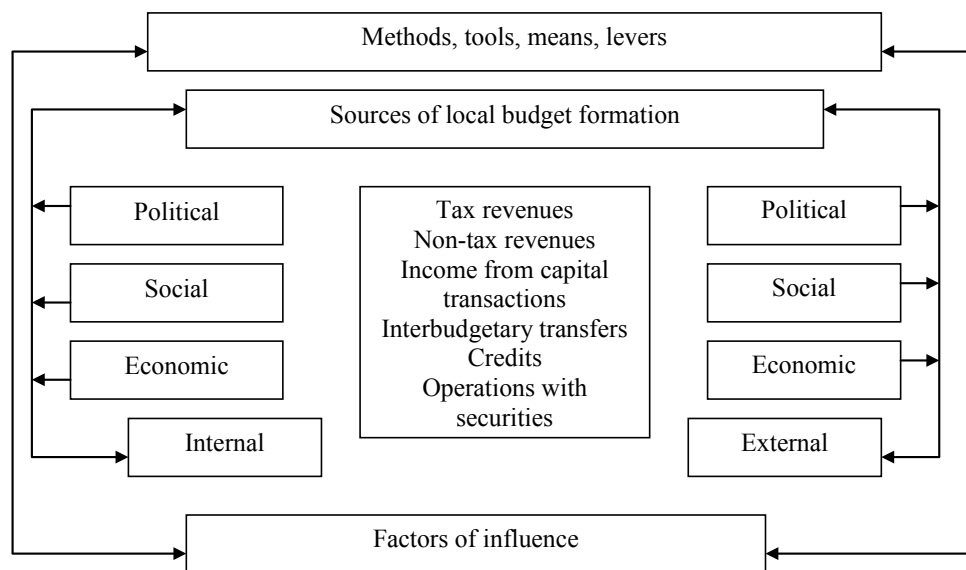 Methods, tools, means, levers
Sources of local budget formation
Political
Social
Economic
Internal
Tax revenues
Non-tax revenues
Income from capital
transactions
Interbudgetary transfers
Credits
Operations with
securities
Political
Social
Economic
External
Factors of influence